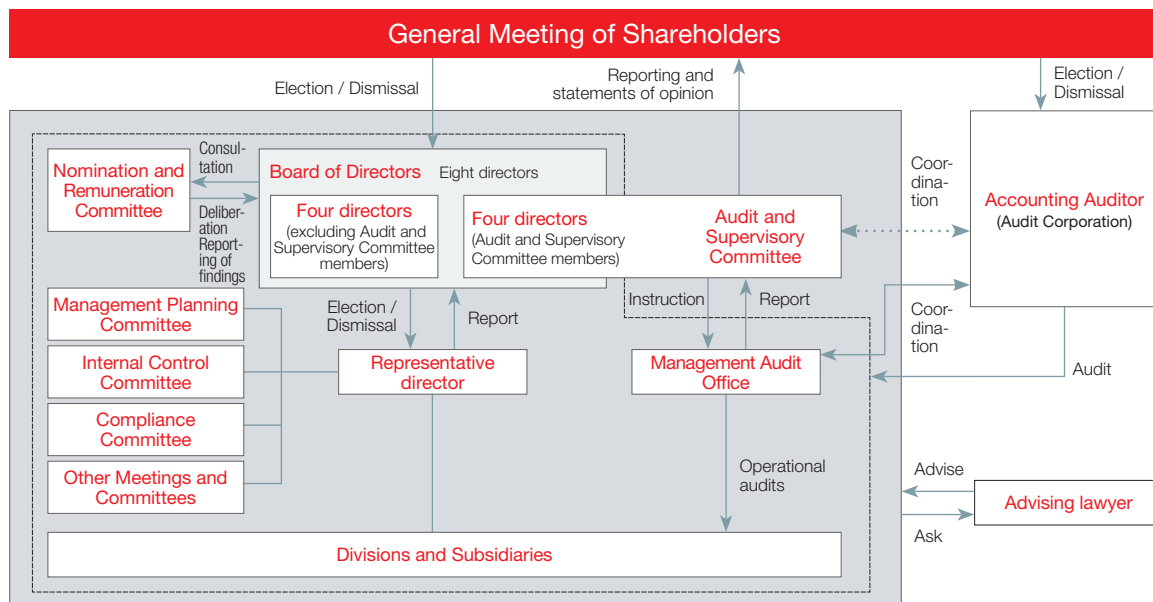 General Meeting of Shareholders
Election / Dismissal
Reporting and
statements of opinion
Election /
Dismissal
Nomination and
Remuneration
Committee
Consul-
tation
Deliber-
ation
Report-
ing of
findings
Board of Directors Eight directors
Four directors
(excluding Audit and
Supervisory Committee
members)
Four directors
(Audit and Supervisory
Committee members)
Audit and
Supervisory
Committee
Coor-
dina-
tion
Accounting Auditor
(Audit Corporation)
Management Planning
Committee
Election /
Dismissal
Report
Instruction
Report
Coor-
dina-
tion
Internal Control
Committee
Representative
director
Management Audit
Office
Audit
Compliance
Committee
Other Meetings and
Committees
Operational
audits
Advise
Advising lawyer
Ask
Divisions and Subsidiaries